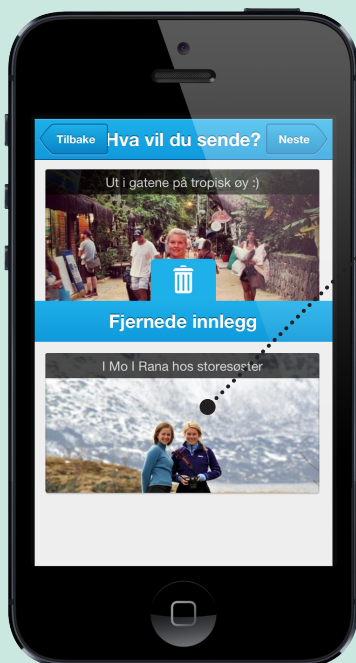 Tilbake
Hva vil du sende?
Neste
Ut i gatene på tropisk øy :)
Fjernede innlegg
I Mo I Rana hos storesøster